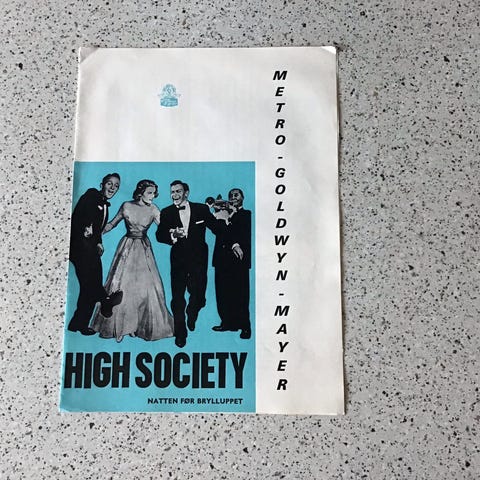 METRO-GOLDWYN-MAYER
HIGH SOCIETY
NATTEN FØR BRYLLUPPET